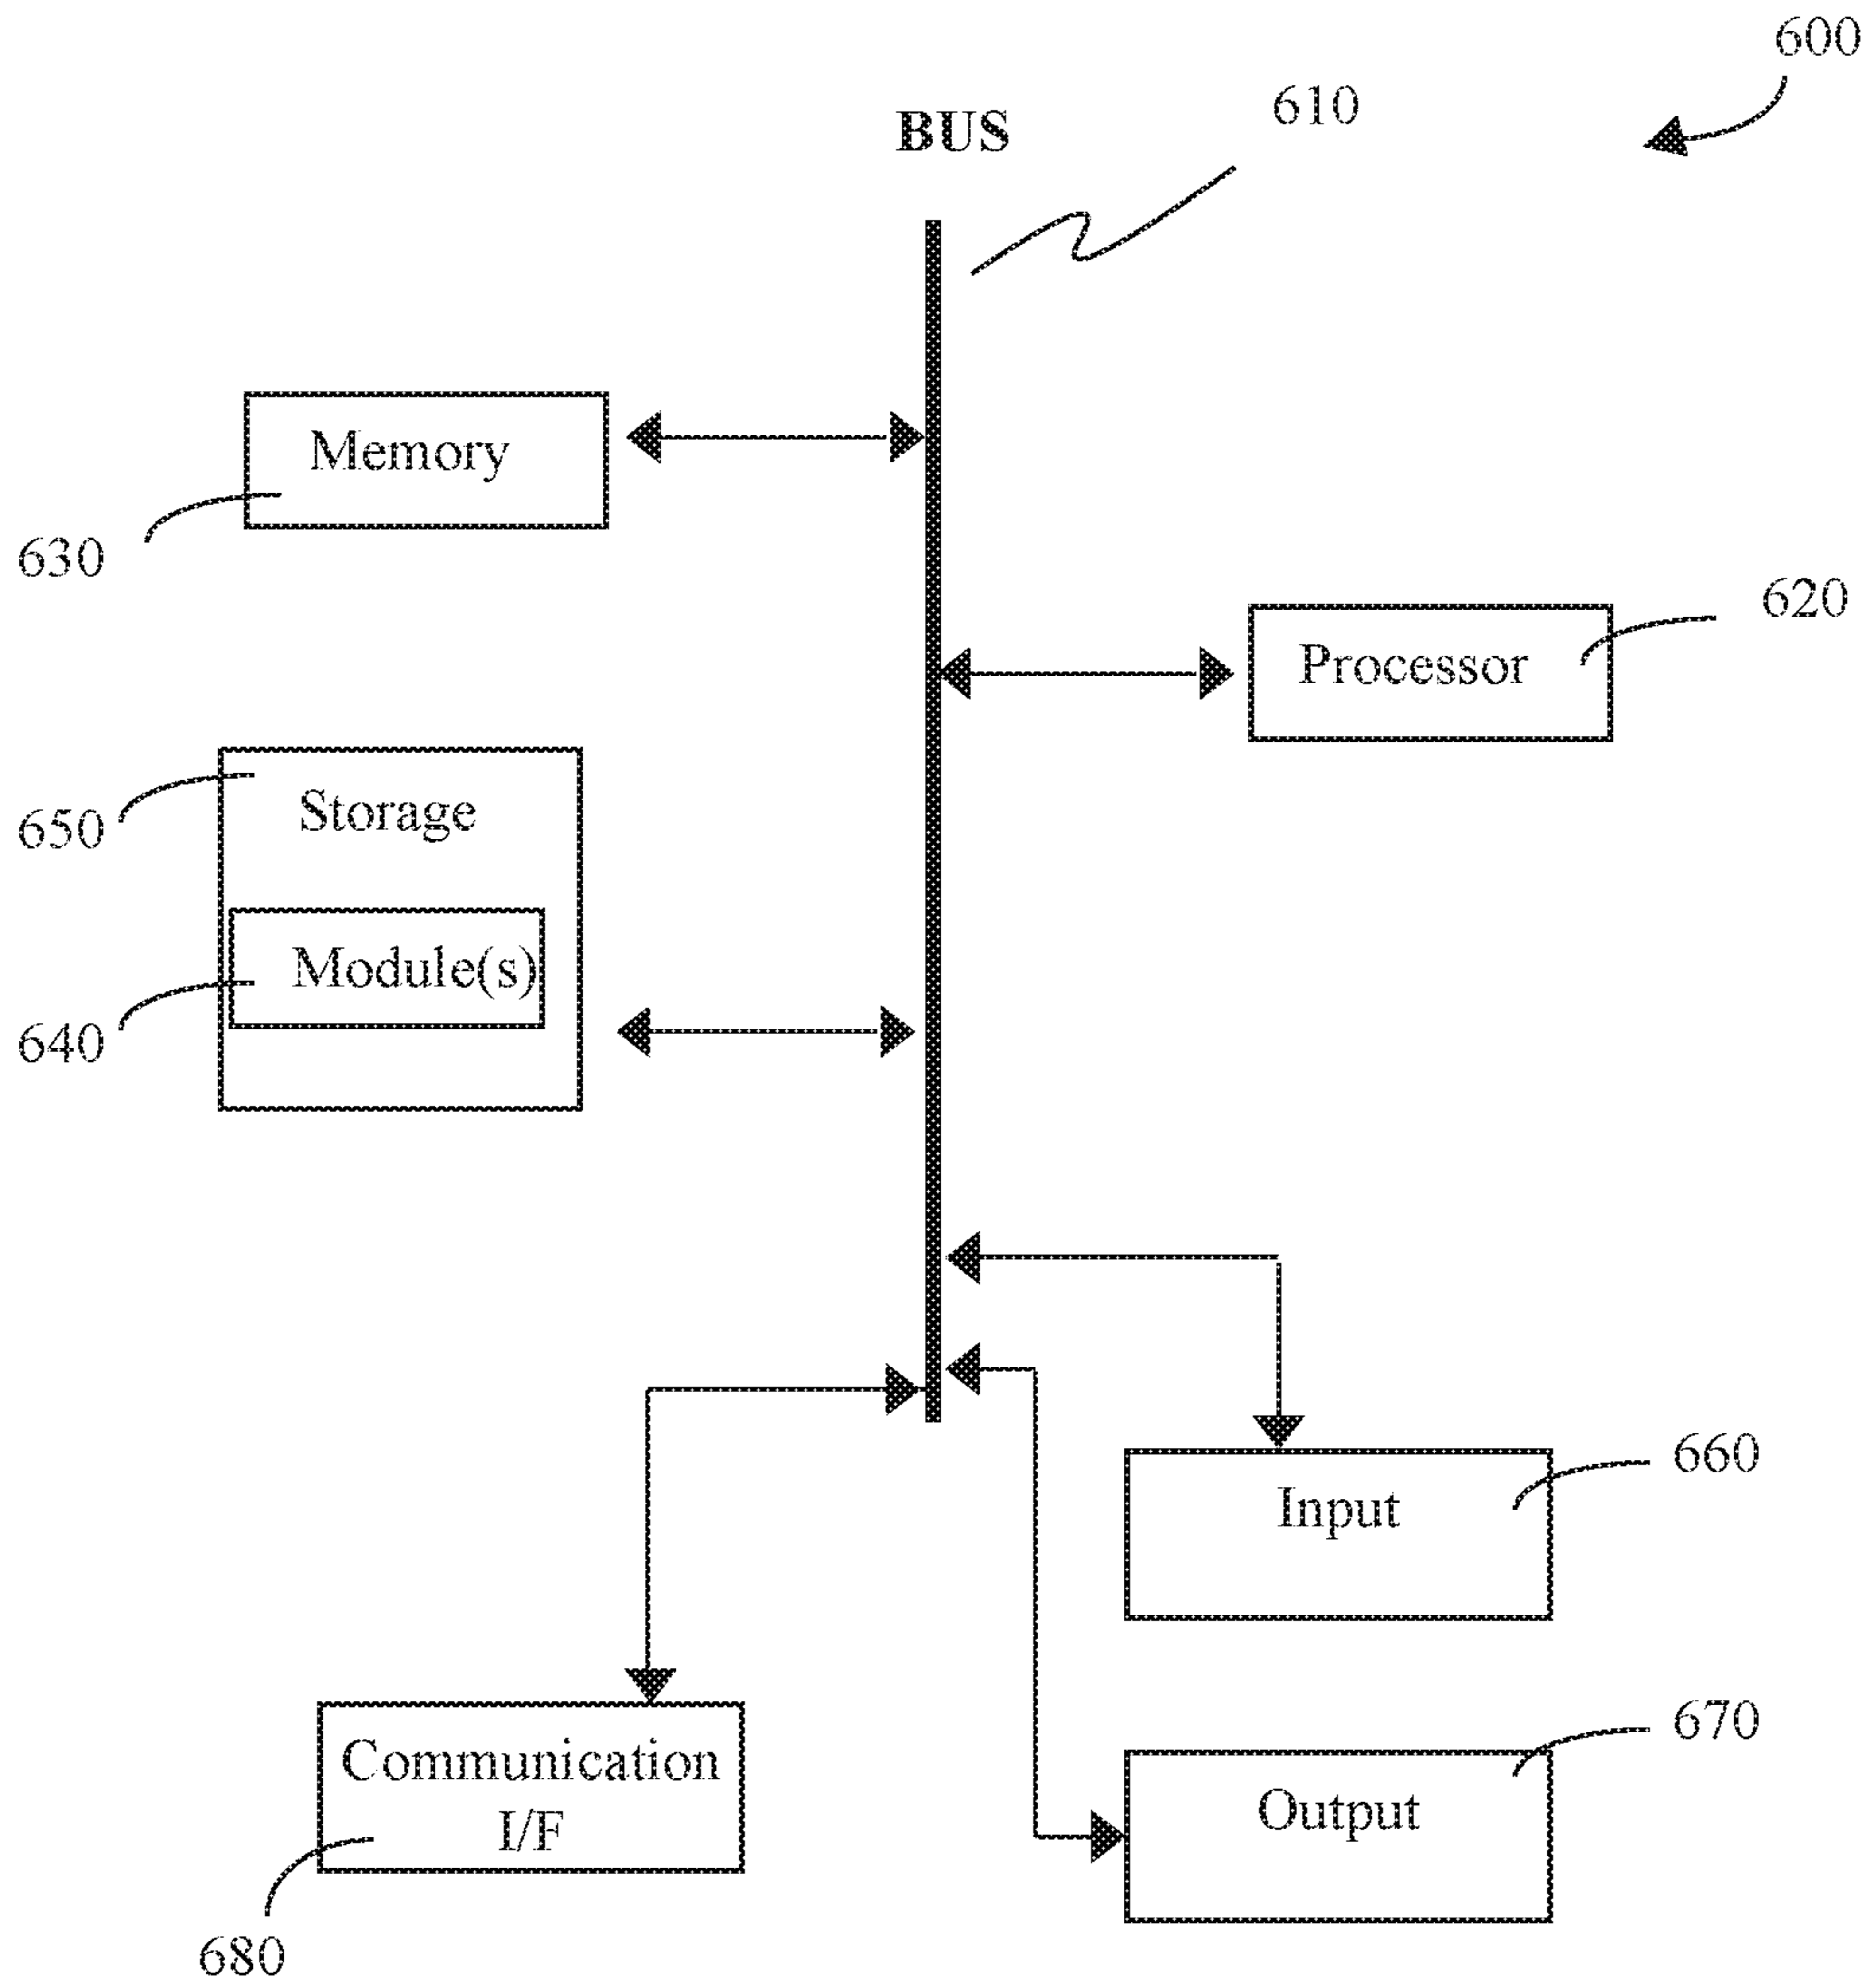 600
610
BUS
Memory
630
620
Processor
650
Storage
Module(s)
640
660
Input
670
Communication
I/F
Output
680